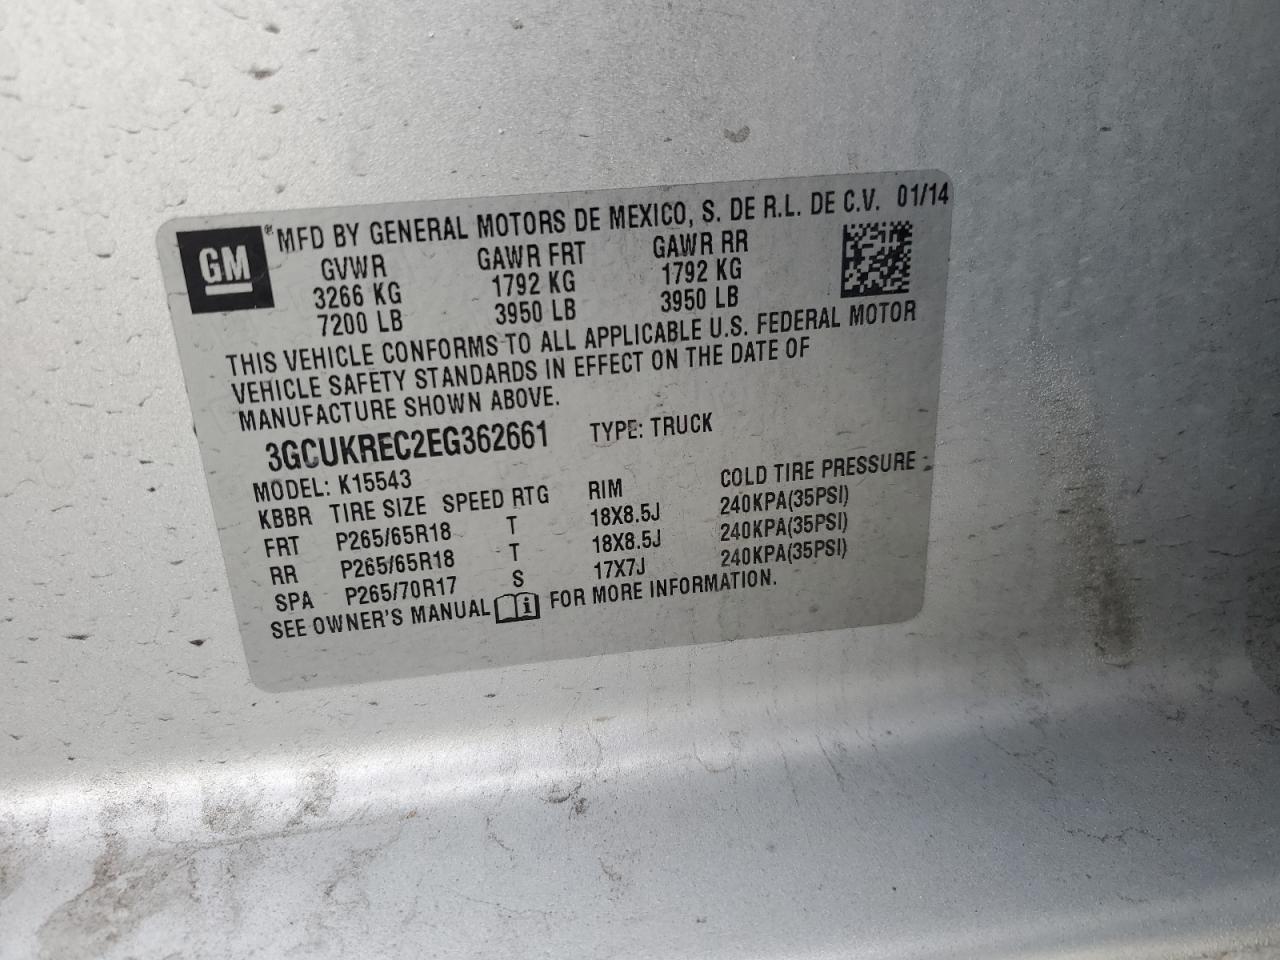 GM ® MFD BY GENERAL MOTORS DE MEXICO, S. DE R.L. DE C.V. 01/14
GVWR GAWR FRT GAWR RR
3266 KG 1792 KG 1792 KG
7200 LB 3950 LB 3950 LB
THIS VEHICLE CONFORMS TO ALL APPLICABLE U.S. FEDERAL MOTOR
VEHICLE SAFETY STANDARDS IN EFFECT ON THE DATE OF
MANUFACTURE SHOWN ABOVE.
3GCUKREC2EG362661 TYPE: TRUCK
MODEL: K15543
KBBR TIRE SIZE SPEED RTG RIM COLD TIRE PRESSURE
FRT P265/65R18 T 18X8.5J 240KPA(35PSI)
RR P265/65R18 T 18X8.5J 240KPA(35PSI)
SPA P265/70R17 S 17X7J 240KPA(35PSI)
SEE OWNER'S MANUAL i FOR MORE INFORMATION.